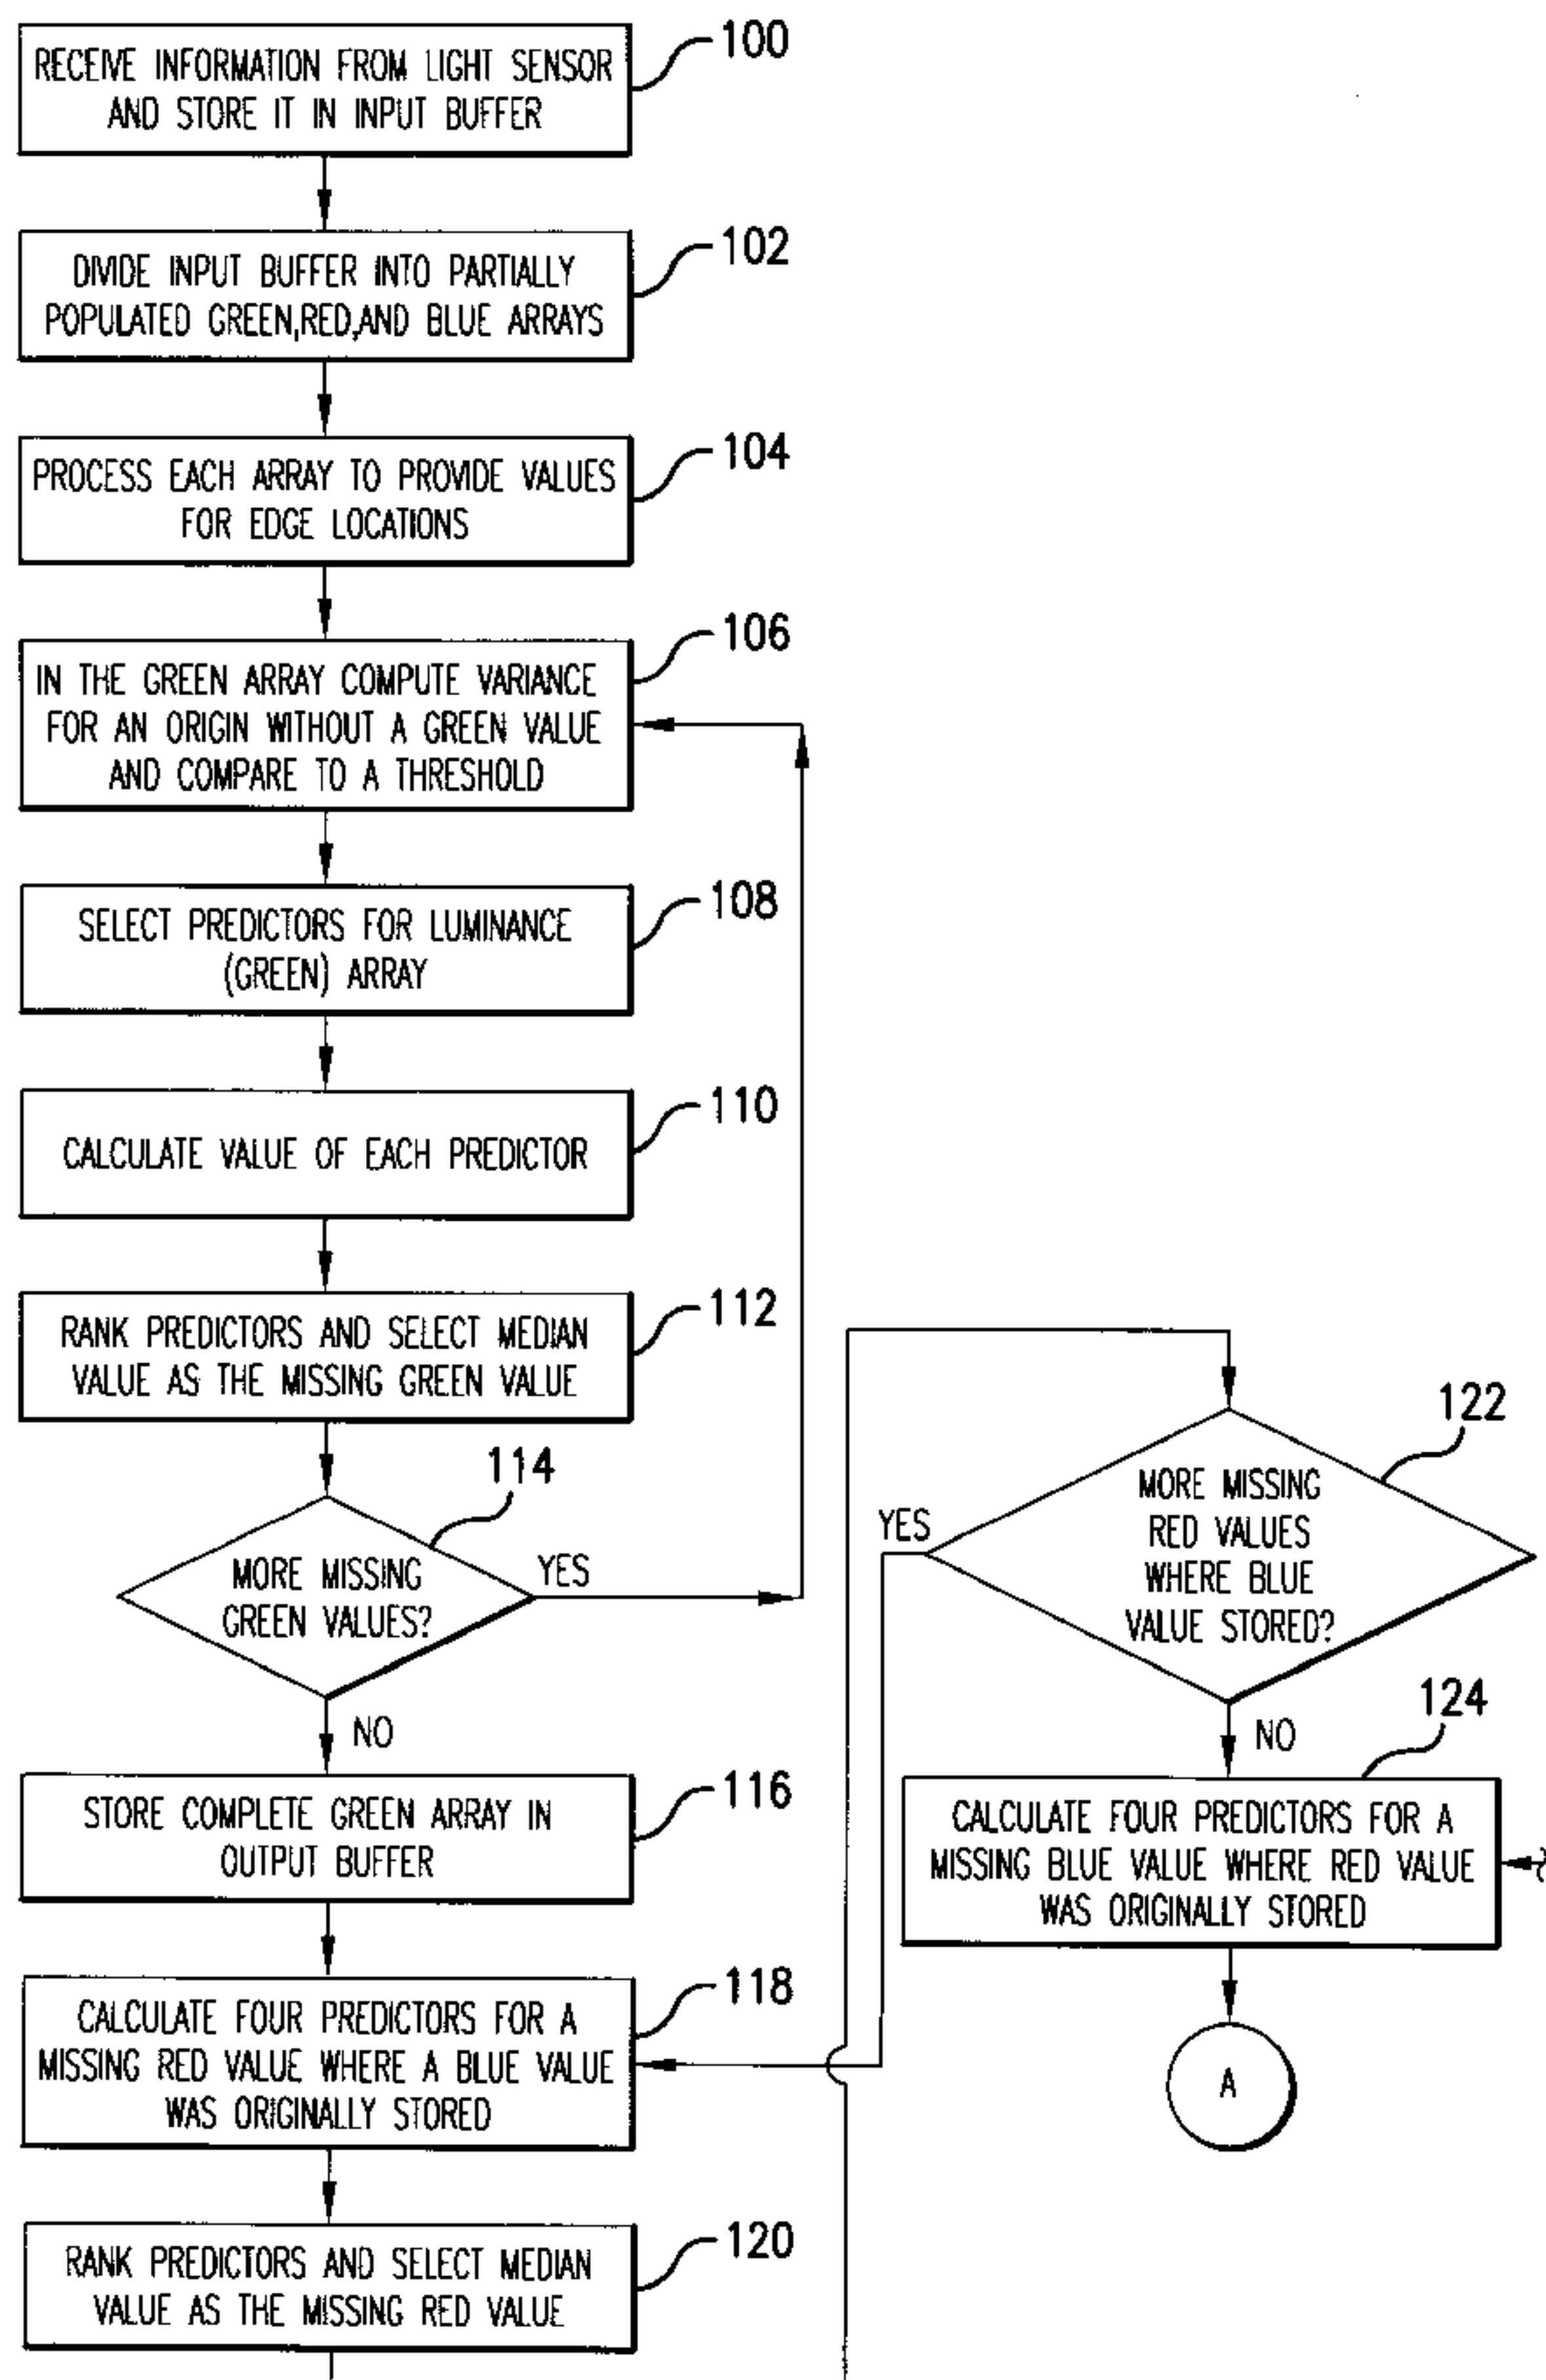 100
RECEIVE INFORMATION FROM LIGHT SENSOR
AND STORE IT IN INPUT BUFFER
102
DIVIDE INPUT BUFFER INTO PARTIALLY
POPULATED GREEN,RED,AND BLUE ARRAYS
104
PROCESS EACH ARRAY TO PROVIDE VALUES
FOR EDGE LOCATIONS
106
IN THE GREEN ARRAY COMPUTE VARIANCE
FOR AN ORIGIN WITHOUT A GREEN VALUE
AND COMPARE TO A THRESHOLD
108
SELECT PREDICTORS FOR LUMINANCE
(GREEN) ARRAY
110
CALCULATE VALUE OF EACH PREDICTOR
112
RANK PREDICTORS AND SELECT MEDIAN
VALUE AS THE MISSING GREEN VALUE
114
MORE MISSING
GREEN VALUES?
YES
NO
116
STORE COMPLETE GREEN ARRAY IN
OUTPUT BUFFER
118
CALCULATE FOUR PREDICTORS FOR A
MISSING RED VALUE WHERE A BLUE VALUE
WAS ORIGINALLY STORED
120
RANK PREDICTORS AND SELECT MEDIAN
VALUE AS THE MISSING RED VALUE
122
MORE MISSING
RED VALUES
WHERE BLUE
VALUE STORED?
YES
NO
124
CALCULATE FOUR PREDICTORS FOR A
MISSING BLUE VALUE WHERE RED VALUE
WAS ORIGINALLY STORED
A